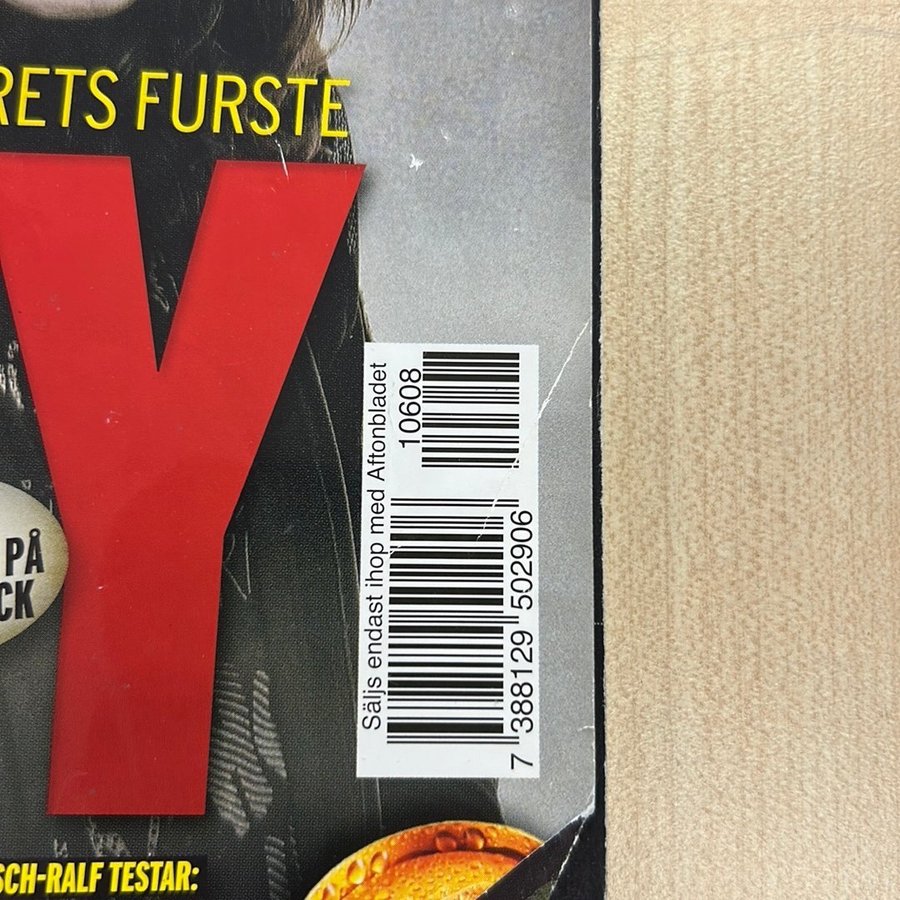 RETS FURSTE
Y
PÅ
CK
Säljs endast ihop med Aftonbladet
10608
7 388129 502906
SCH-RALF TESTAR: